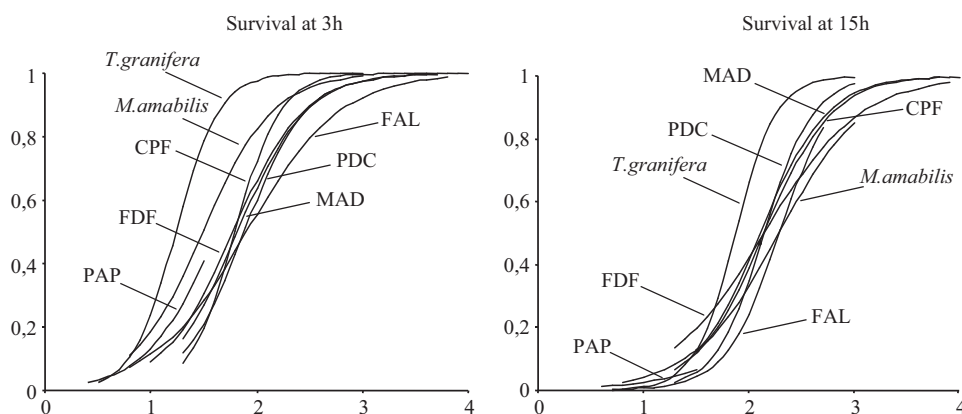 Survival at 3h
T.granifera
M.amabilis
CPF
FAL
PDC
MAD
FDF
PAP
1
0,8
0,6
0,4
0,2
0
1
2
3
4
Survival at 15h
MAD
CPF
PDC
T.granifera
M.amabilis
FDF
FAL
PAP
1
0,8
0,6
0,4
0,2
0
1
2
3
4